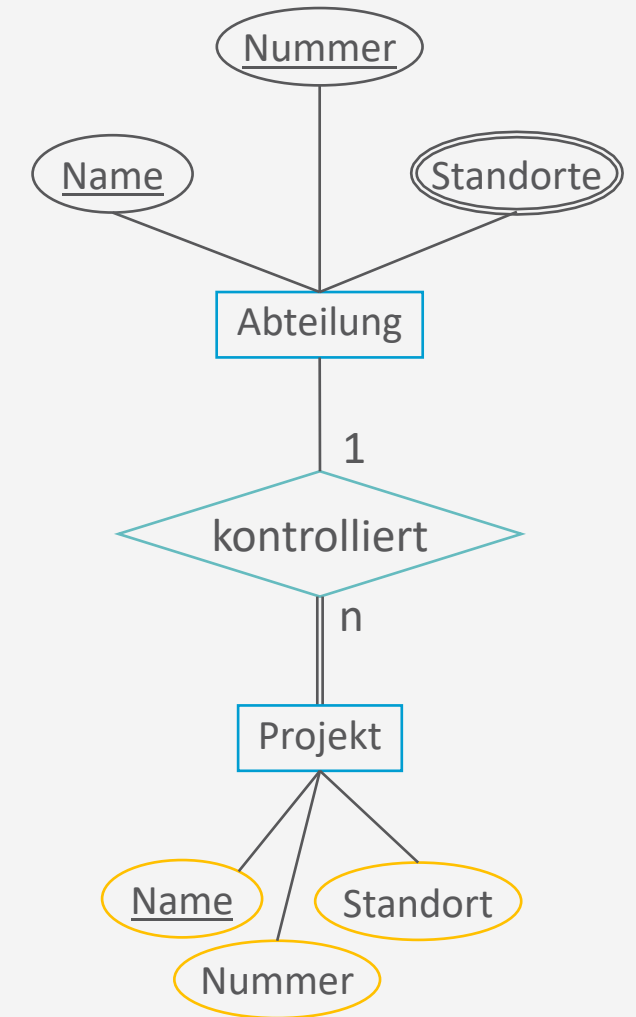 Nummer
Name
Standorte
Abteilung
1
kontrolliert
n
Projekt
Name
Standort
Nummer